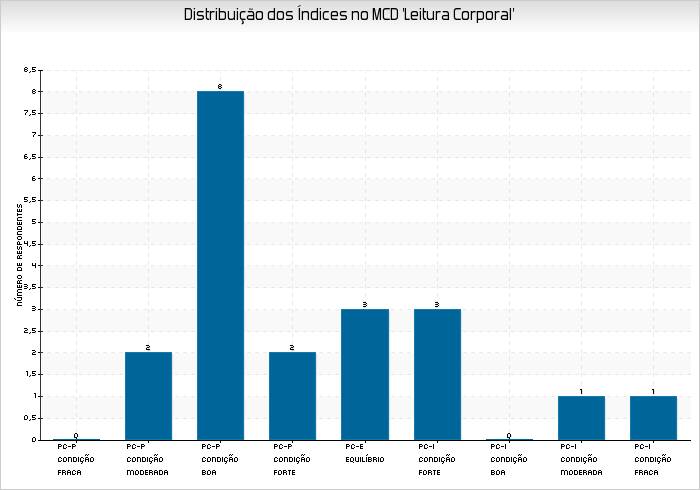 Distribuição dos Índices no MCD 'Leitura Corporal'
NÚMERO DE RESPONDENTES
8,5
8
7,5
7
6,5
6
5,5
5
4,5
4
3,5
3
2,5
2
1,5
1
0,5
0
0
2
8
2
3
3
0
1
1
PC-P CONDIÇÃO FRACA
PC-P CONDIÇÃO MODERADA
PC-P CONDIÇÃO BOA
PC-P CONDIÇÃO FORTE
PC-E EQUILÍBRIO
PC-I CONDIÇÃO FORTE
PC-I CONDIÇÃO BOA
PC-I CONDIÇÃO MODERADA
PC-I CONDIÇÃO FRACA